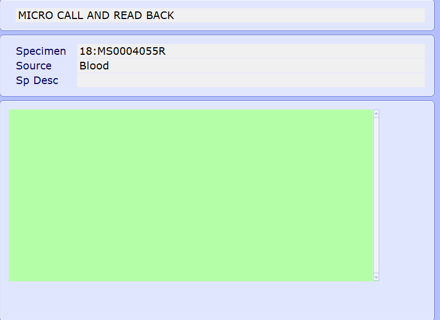 MICRO CALL AND READ BACK
Specimen 18:MS0004055R
Source Blood
Sp Desc